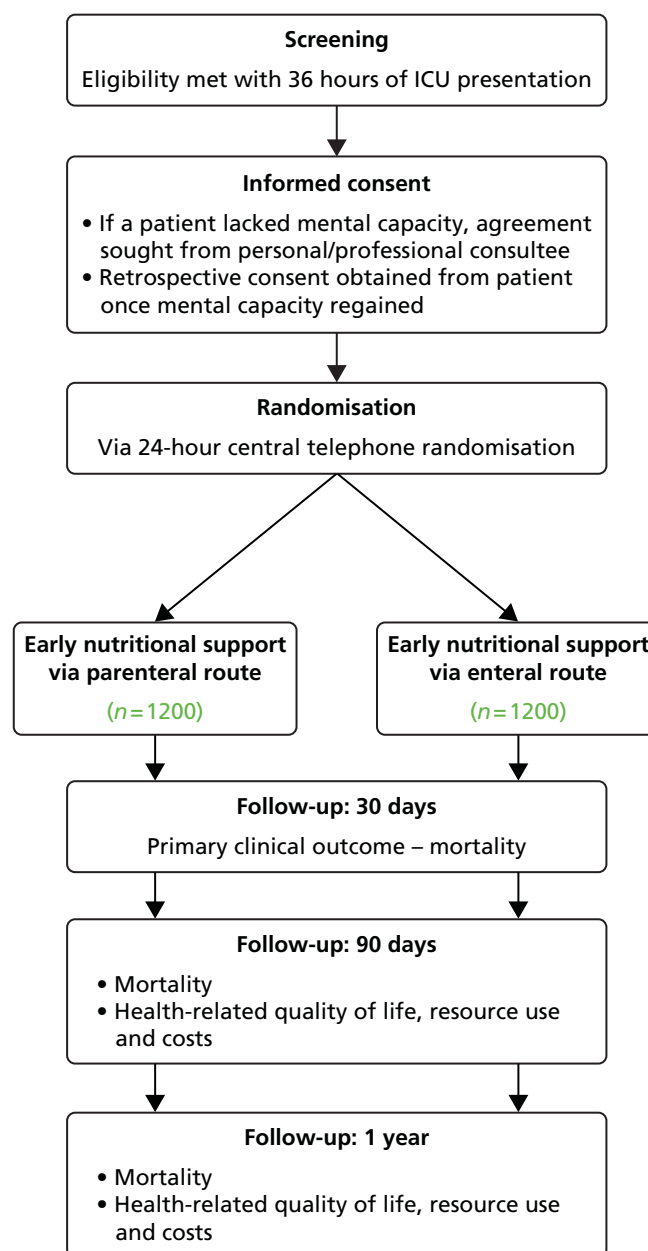 Screening
Eligibility met with 36 hours of ICU presentation
Informed consent
• If a patient lacked mental capacity, agreement
sought from personal/professional consultee
• Retrospective consent obtained from patient
once mental capacity regained
Randomisation
Via 24-hour central telephone randomisation
Early nutritional support
via parenteral route
(n=1200)
Early nutritional support
via enteral route
(n=1200)
Follow-up: 30 days
Primary clinical outcome – mortality
Follow-up: 90 days
• Mortality
• Health-related quality of life, resource use
and costs
Follow-up: 1 year
• Mortality
• Health-related quality of life, resource use
and costs